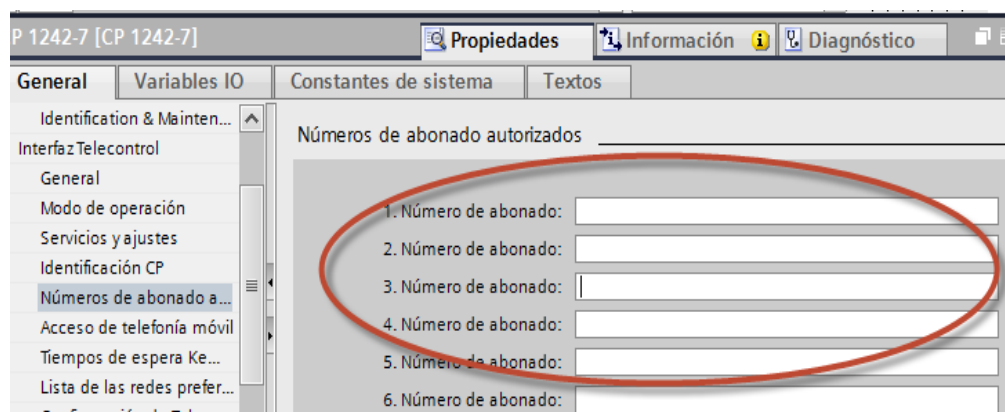 P 1242-7 [CP 1242-7]
Propiedades
Información
Diagnóstico
General
Variables IO
Constantes de sistema
Textos
Identification & Mainten...
Interfaz Telecontrol
General
Modo de operación
Servicios y ajustes
Identificación CP
Números de abonado a...
Acceso de telefonía móvil
Tiempos de espera Ke...
Lista de las redes prefer...
Números de abonado autorizados
1. Número de abonado:
2. Número de abonado:
3. Número de abonado:
4. Número de abonado:
5. Número de abonado:
6. Número de abonado: